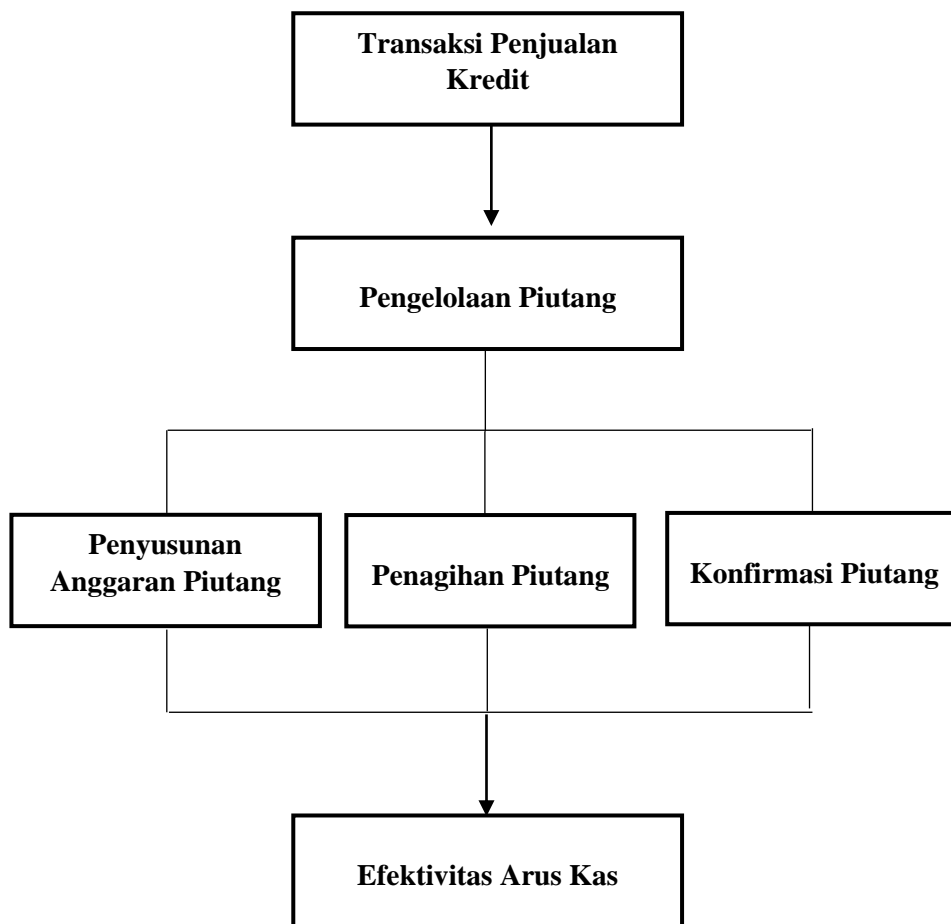 Transaksi Penjualan
Kredit
Pengelolaan Piutang
Penyusunan
Anggaran Piutang
Penagihan Piutang
Konfirmasi Piutang
Efektivitas Arus Kas